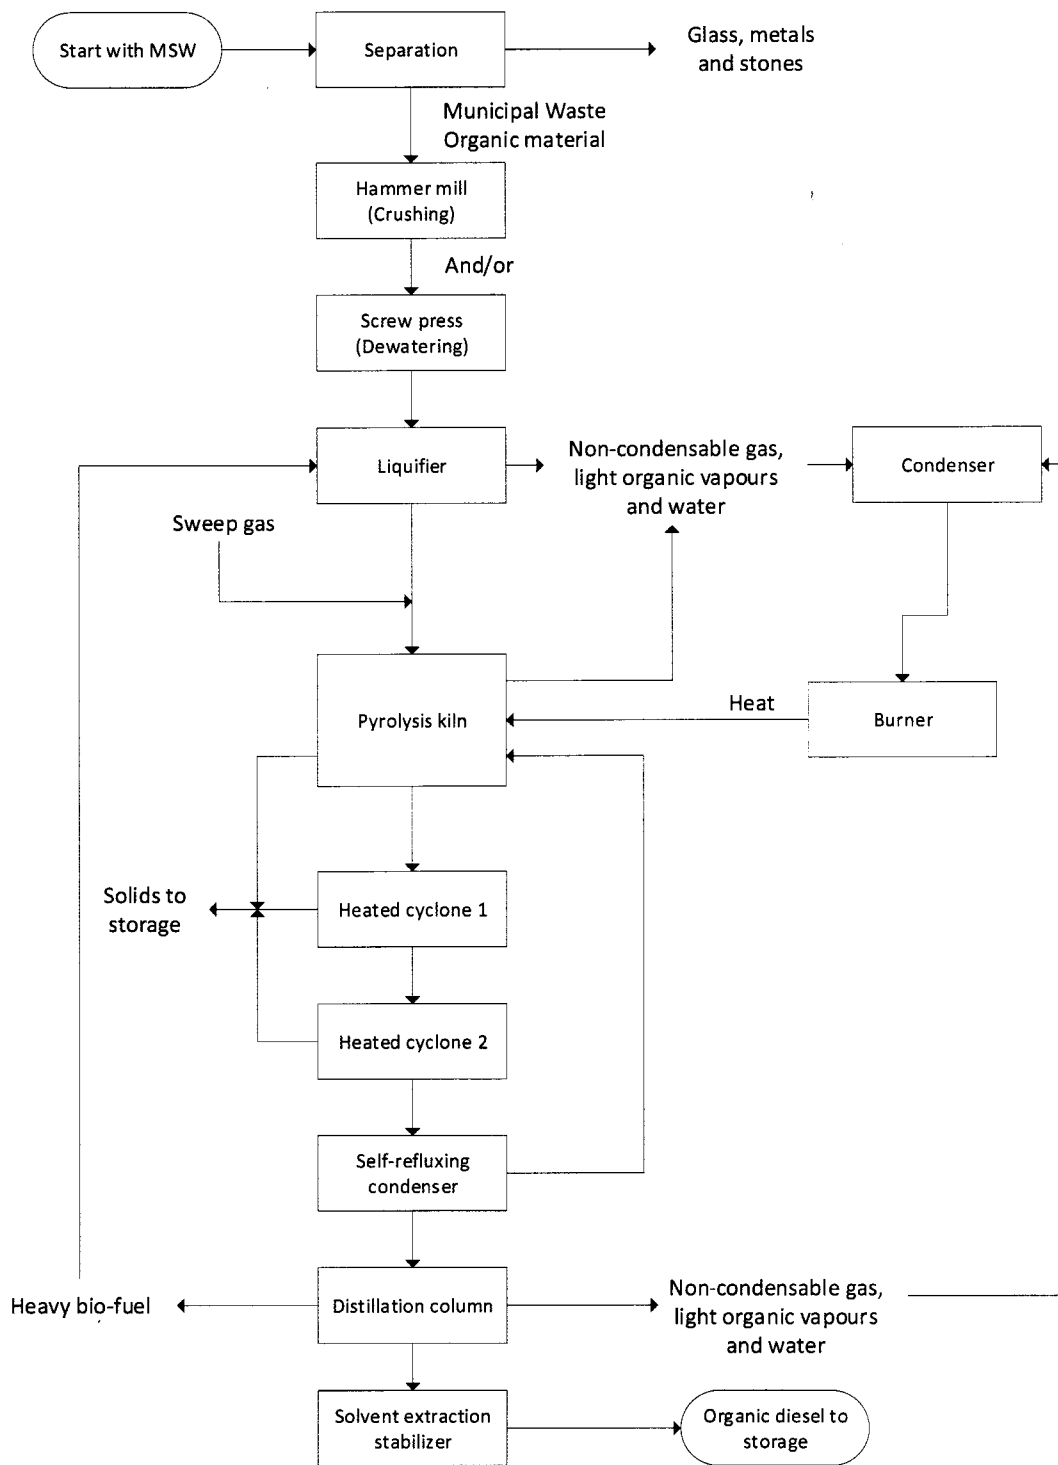 Start with MSW
Separation
Glass, metals
and stones
Municipal Waste
Organic material
Hammer mill
(Crushing)
And/or
Screw press
(Dewatering)
Liquifier
Non-condensable gas,
light organic vapours
and water
Condenser
Sweep gas
Pyrolysis kiln
Heat
Burner
Solids to
storage
Heated cyclone 1
Heated cyclone 2
Self-refluxing
condenser
Heavy bio-fuel
Distillation column
Non-condensable gas,
light organic vapours
and water
Solvent extraction
stabilizer
Organic diesel to
storage